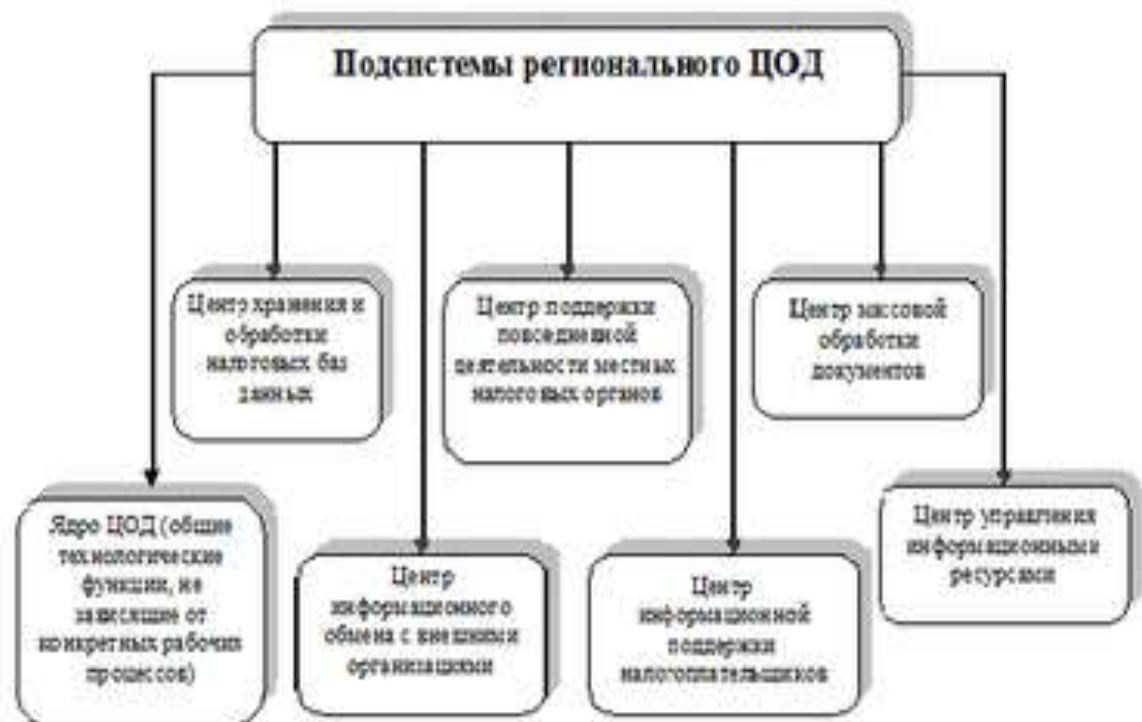 Подсистемы регионального ЦОД
Центр хранения и
обработки
налоговых баз
данных
Центр поддержки
повседневной
деятельности местных
налоговых органов
Центр массовой
обработки
документов
Ядро ЦОД (общие
технологические
функции, не
зависящие от
конкретных рабочих
процессов)
Центр
информационного
обмена с внешними
организациями
Центр
информационной
поддержки
налогоплательщиков
Центр управления
информационными
ресурсами